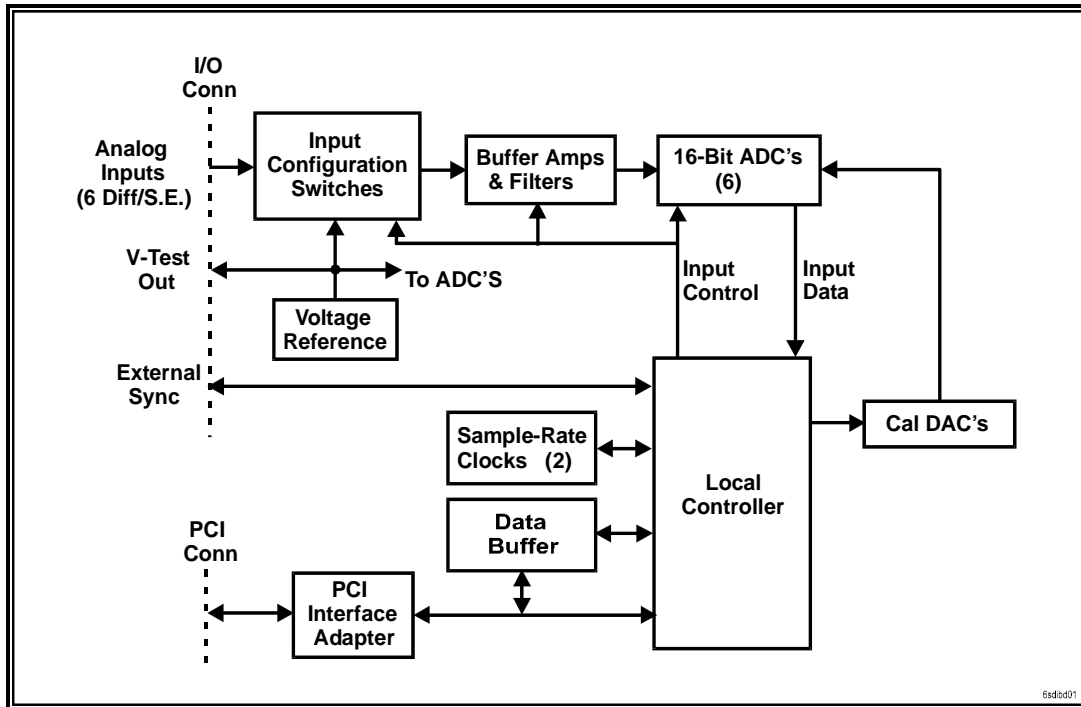 I/O
Conn
Analog
Inputs
(6 Diff/S.E.)
Input
Configuration
Switches
Buffer Amps
& Filters
16-Bit ADC's
(6)
V-Test
Out
To ADC'S
Input
Control
Input
Data
Voltage
Reference
External
Sync
Cal DAC's
Sample-Rate
Clocks (2)
Local
Controller
Data
Buffer
PCI
Conn
PCI
Interface
Adapter
6sdibd01